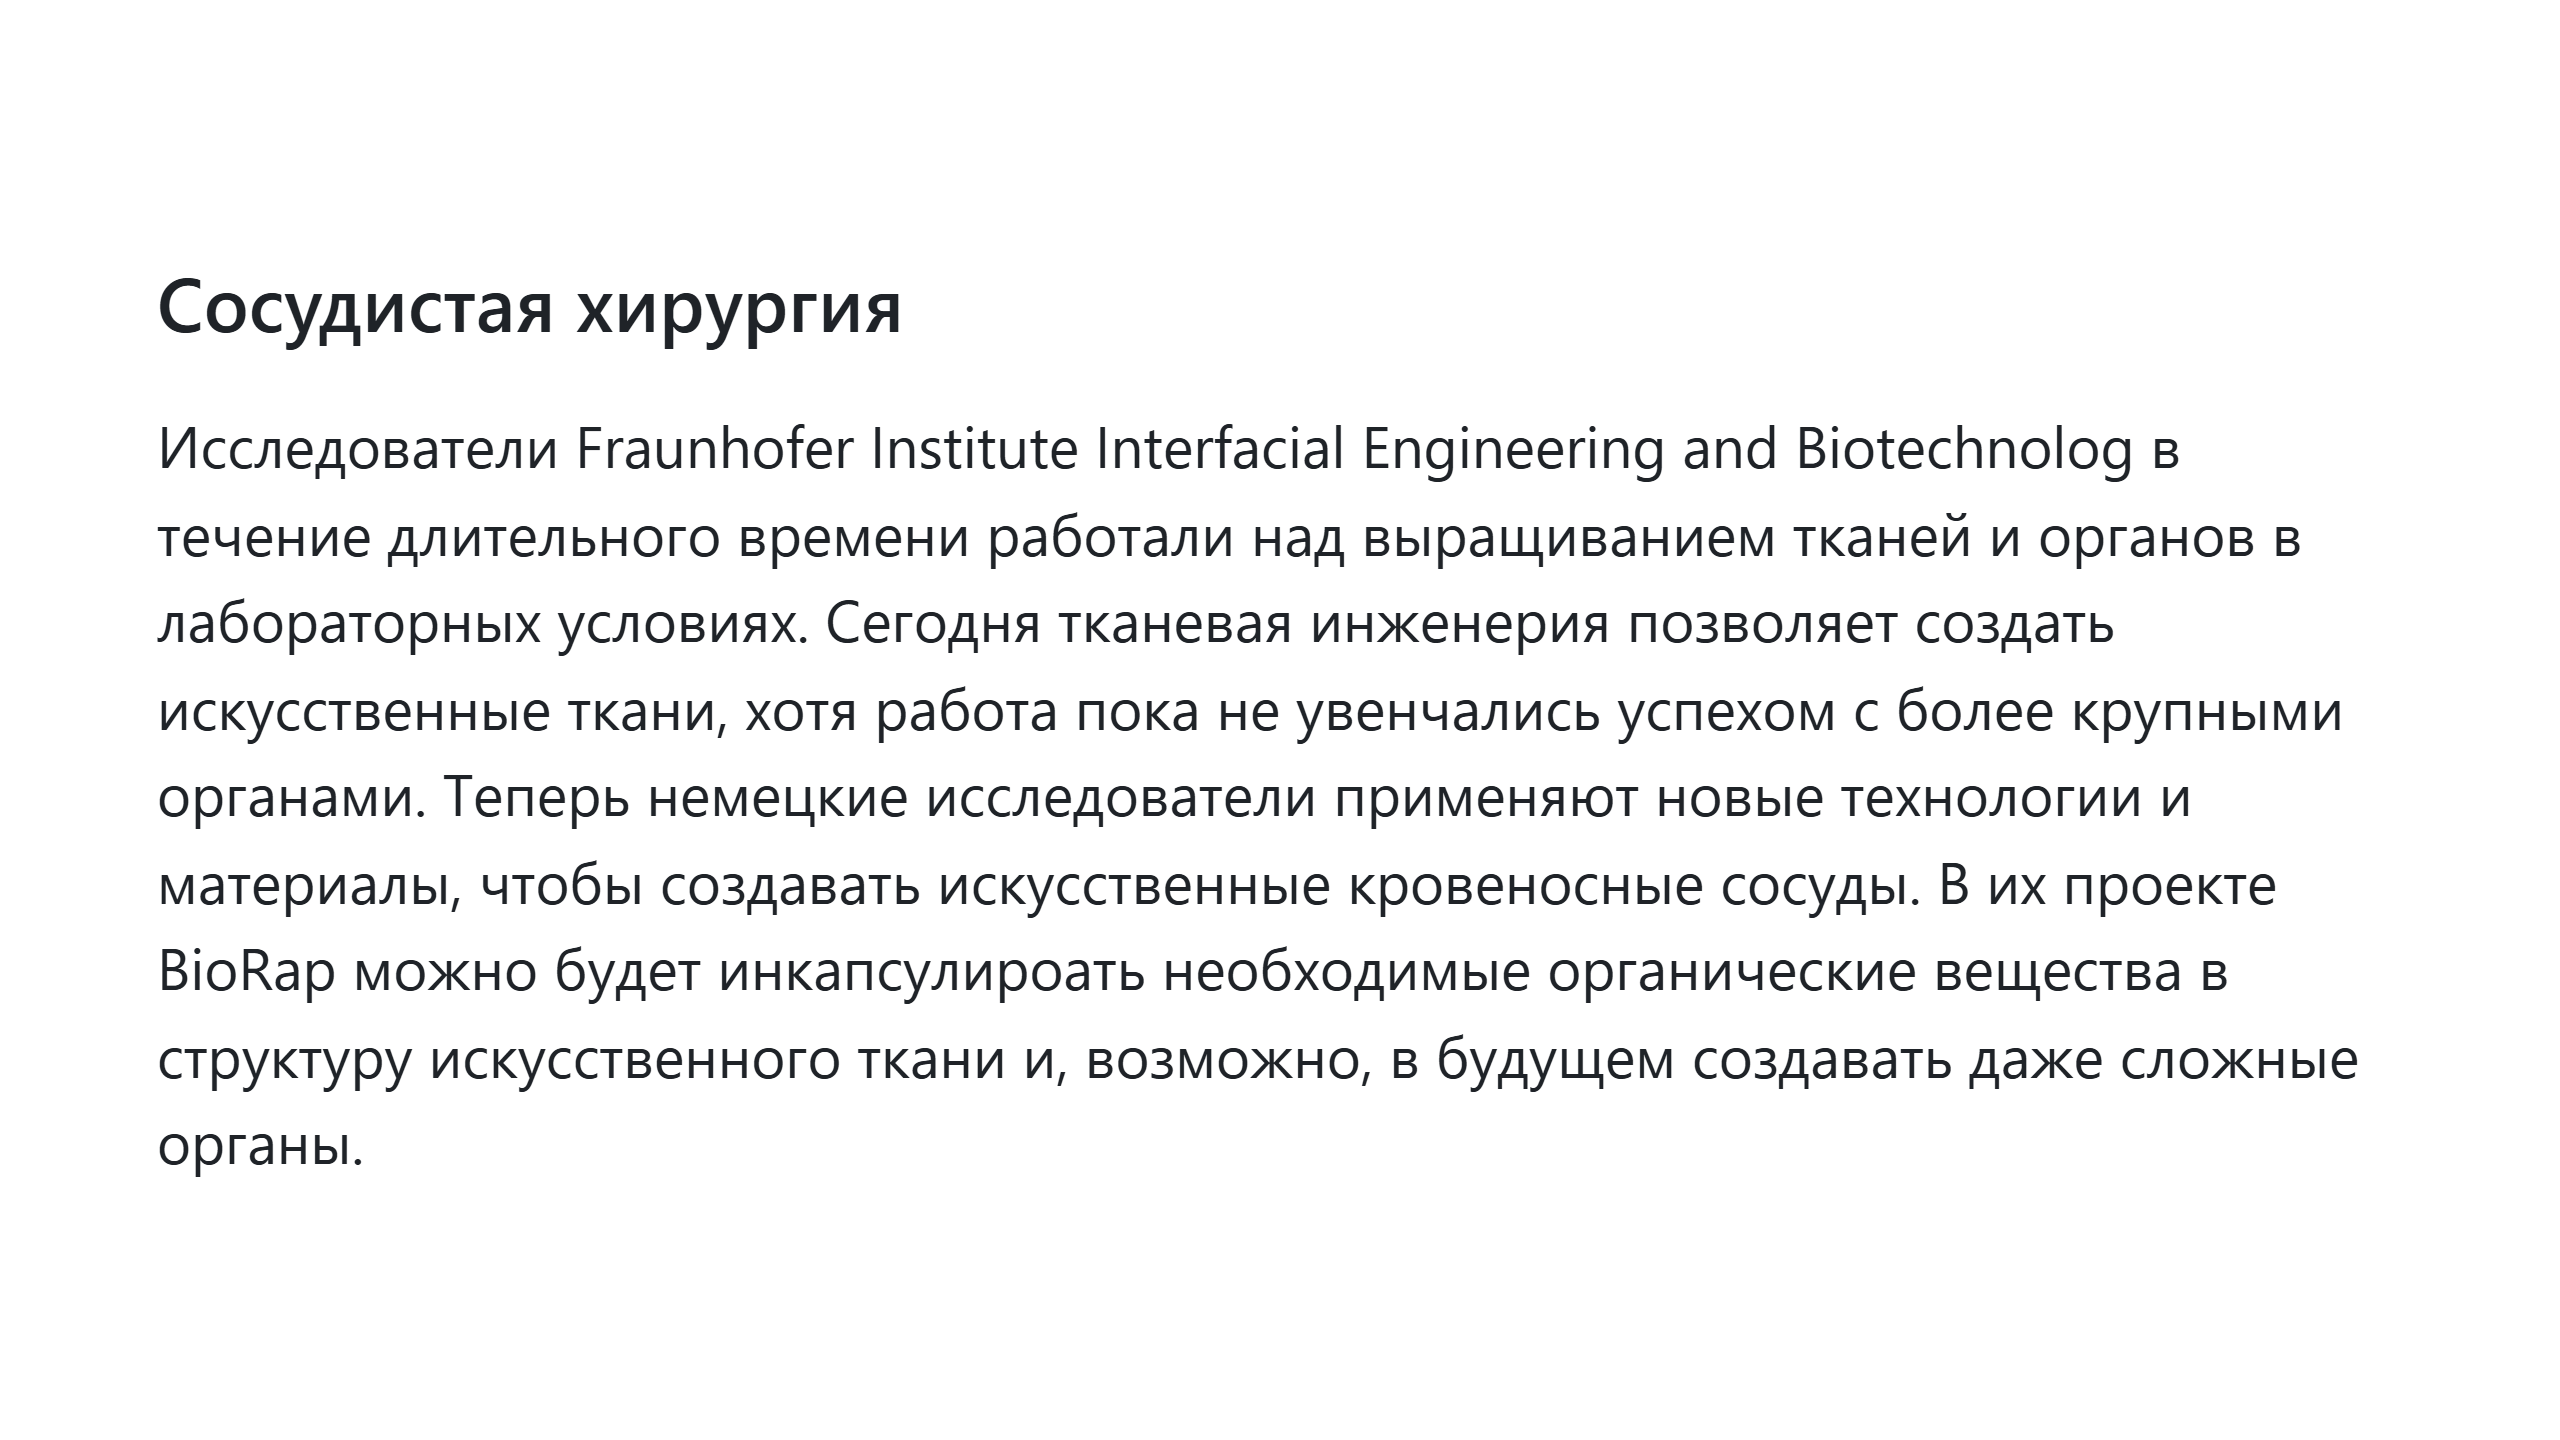 Сосудистая хирургия
Исследователи Fraunhofer Institute Interfacial Engineering and Biotechnolog в
течение длительного времени работали над выращиванием тканей и органов в
лабораторных условиях. Сегодня тканевая инженерия позволяет создать
искусственные ткани, хотя работа пока не увенчались успехом с более крупными
органами. Теперь немецкие исследователи применяют новые технологии и
материалы, чтобы создавать искусственные кровеносные сосуды. В их проекте
BioRap можно будет инкапсулироать необходимые органические вещества в
структуру искусственного ткани и, возможно, в будущем создавать даже сложные
органы.